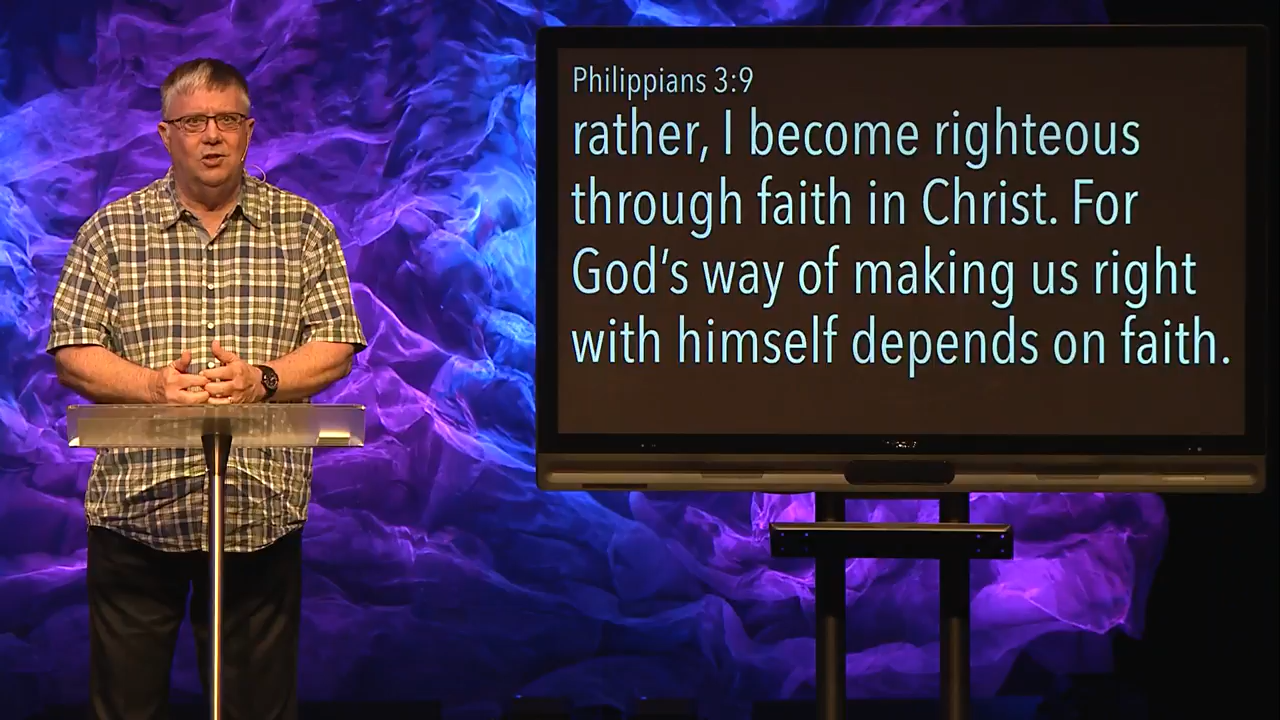 Philippians 3:9
rather, I become righteous
through faith in Christ. For
God's way of making us right
with himself depends on faith.